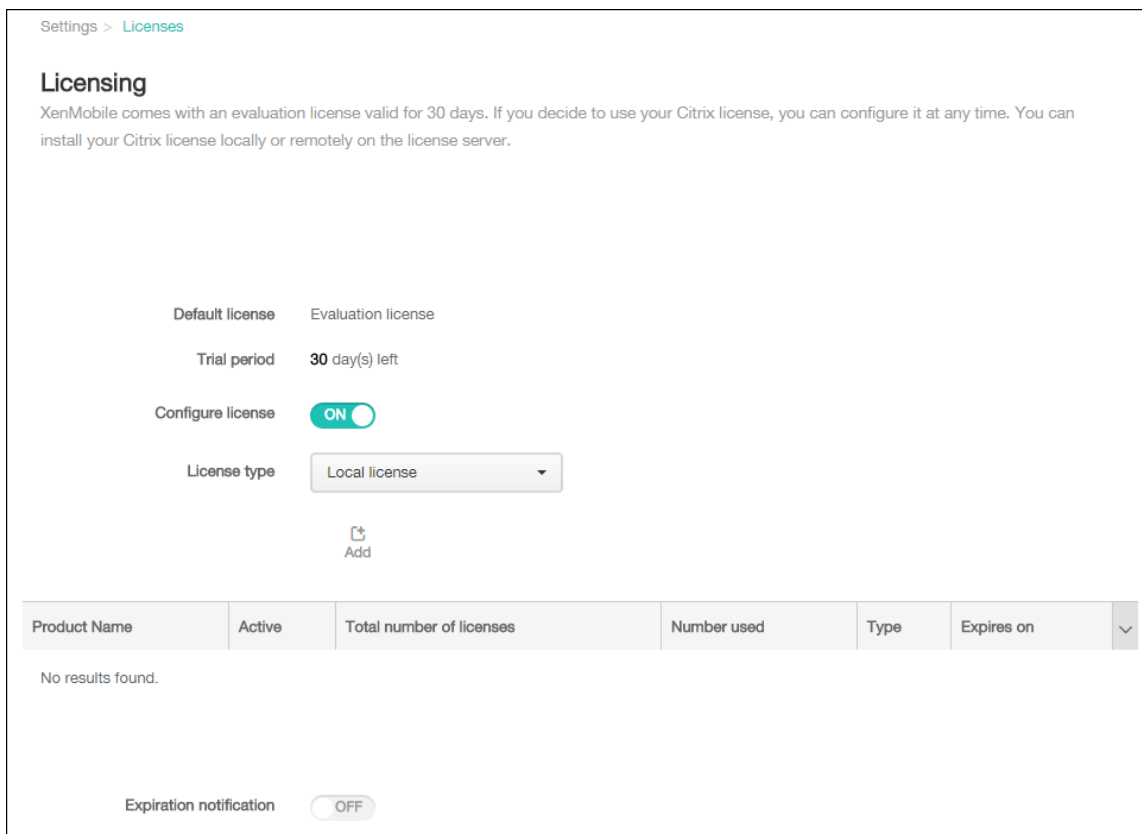 Settings > Licenses
Licensing
XenMobile comes with an evaluation license valid for 30 days. If you decide to use your Citrix license, you can configure it at any time. You can
install your Citrix license locally or remotely on the license server.
Default license Evaluation license
Trial period 30 day(s) left
Configure license ON
License type Local license
Add
Product Name Active Total number of licenses Number used Type Expires on
No results found.
Expiration notification OFF